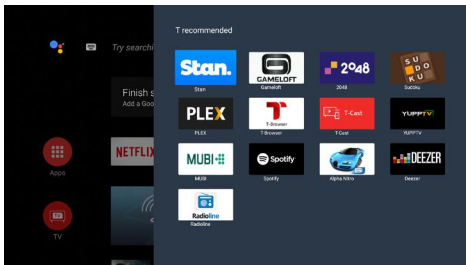 T recommended
Try searchi
Finish s
Add a Goo
NETFLIX
Apps
TV
Stan.
Stan
GAMELOFT
Gameloft
2048
2048
SUDOKU
Sudoku
PLEX
PLEX
T-Browser
T-Browser
T-Cast
T-Cast
YUPPTV
YUPPTV
MUBI
MUBI
Spotify
Spotify
Alpha Nitro
DEEZER
Deezer
Radioline
Radioline